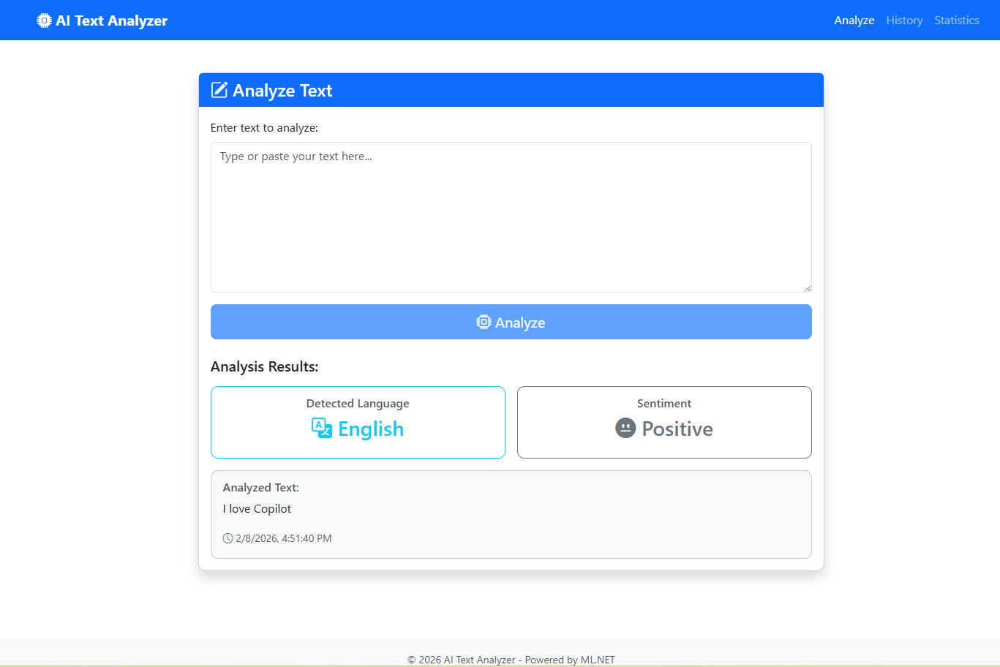 AI Text Analyzer
Analyze History Statistics
Analyze Text
Enter text to analyze:
Type or paste your text here...
Analyze
Analysis Results:
Detected Language
English
Sentiment
Positive
Analyzed Text:
I love Copilot
2/8/2026, 4:51:40 PM
© 2026 AI Text Analyzer - Powered by ML.NET